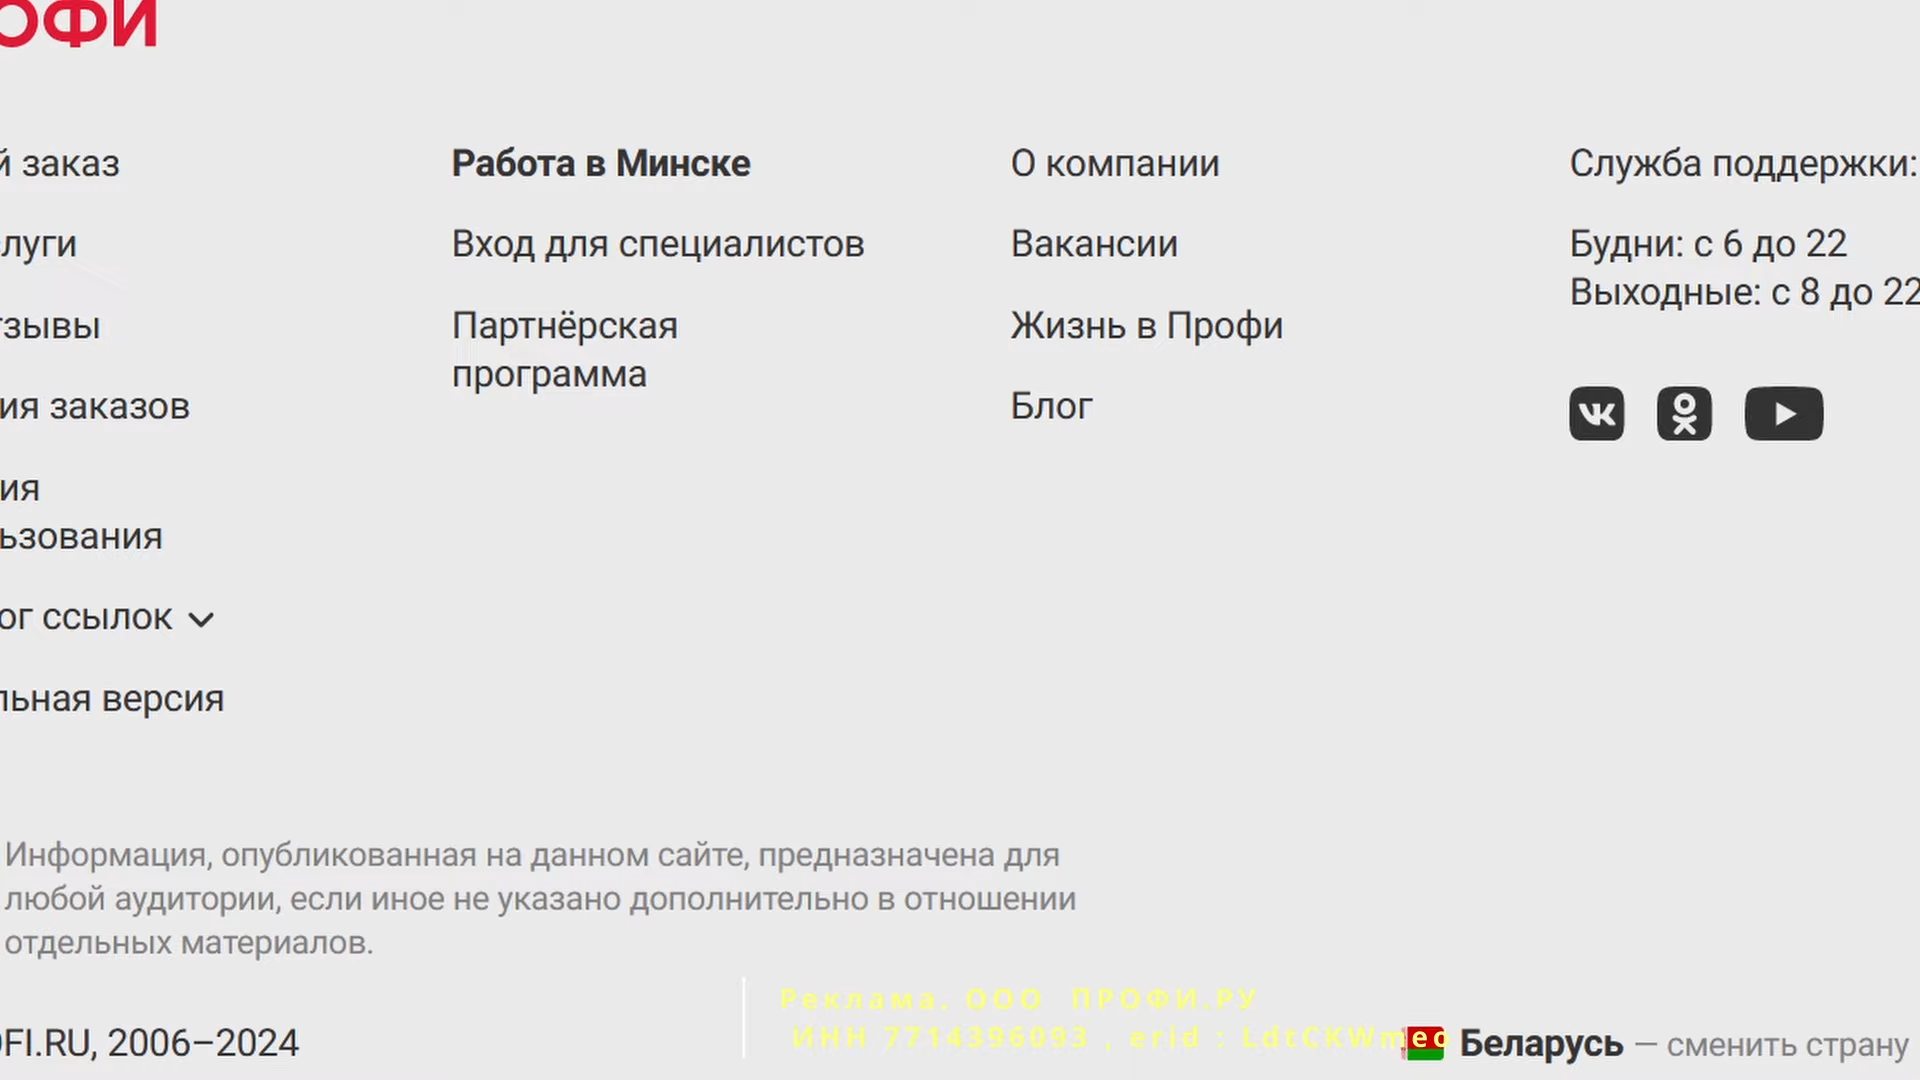 ОФИ
й заказ
луги
зывы
ия заказов
ия
ьзования
ог ссылок
льная версия
Работа в Минске
Вход для специалистов
Партнёрская
программа
О компании
Вакансии
Жизнь в Профи
Блог
Служба поддержки:
Будни: с 6 до 22
Выходные: с 8 до 22
Информация, опубликованная на данном сайте, предназначена для
любой аудитории, если иное не указано дополнительно в отношении
отдельных материалов.
FI.RU, 2006–2024
Реклама. ООО ПРОФИ.РУ
ИНН 7714396093 , erid : LdtCKWmeo
Беларусь — сменить страну